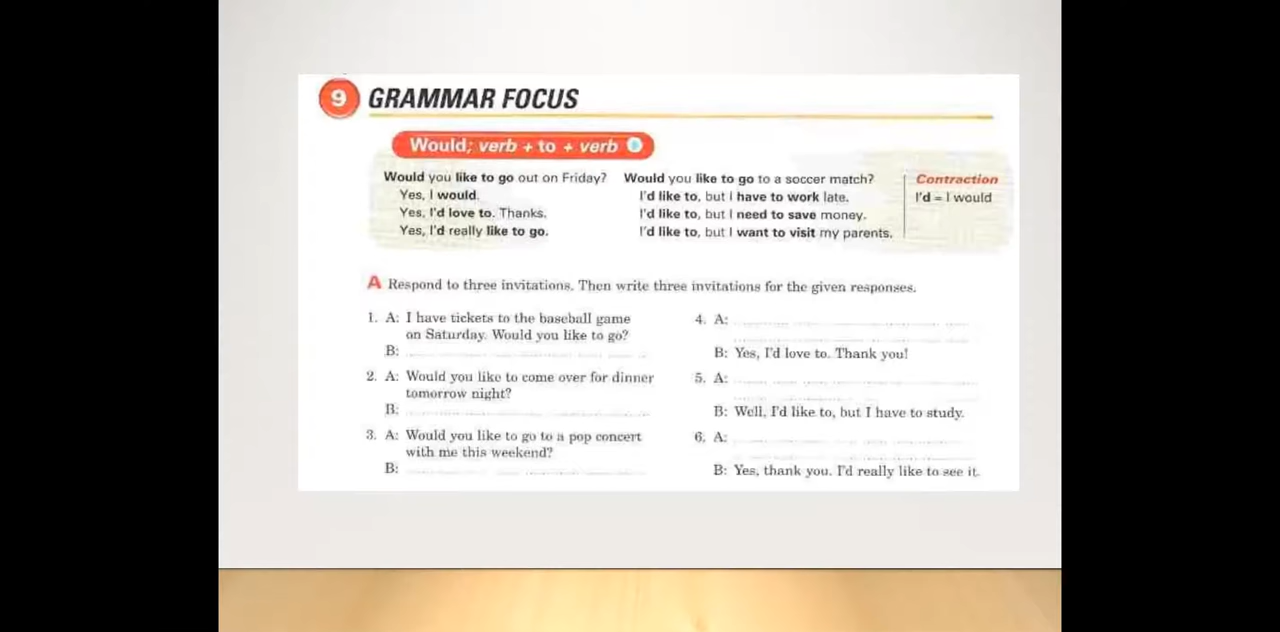 9 GRAMMAR FOCUS
Would; verb + to + verb
Would you like to go out on Friday?
Yes, I would.
Yes, I'd love to. Thanks.
Yes, I'd really like to go.
Would you like to go to a soccer match?
I'd like to, but I have to work late.
I'd like to, but I need to save money.
I'd like to, but I want to visit my parents.
Contraction
I'd = I would
A Respond to three invitations. Then write three invitations for the given responses.
1. A: I have tickets to the baseball game
on Saturday. Would you like to go?
B:
2. A: Would you like to come over for dinner
tomorrow night?
B:
3. A: Would you like to go to a pop concert
with me this weekend?
B:
4. A:
B: Yes, I'd love to. Thank you!
5. A:
B: Well, I'd like to, but I have to study.
6. A:
B: Yes, thank you. I'd really like to see it.